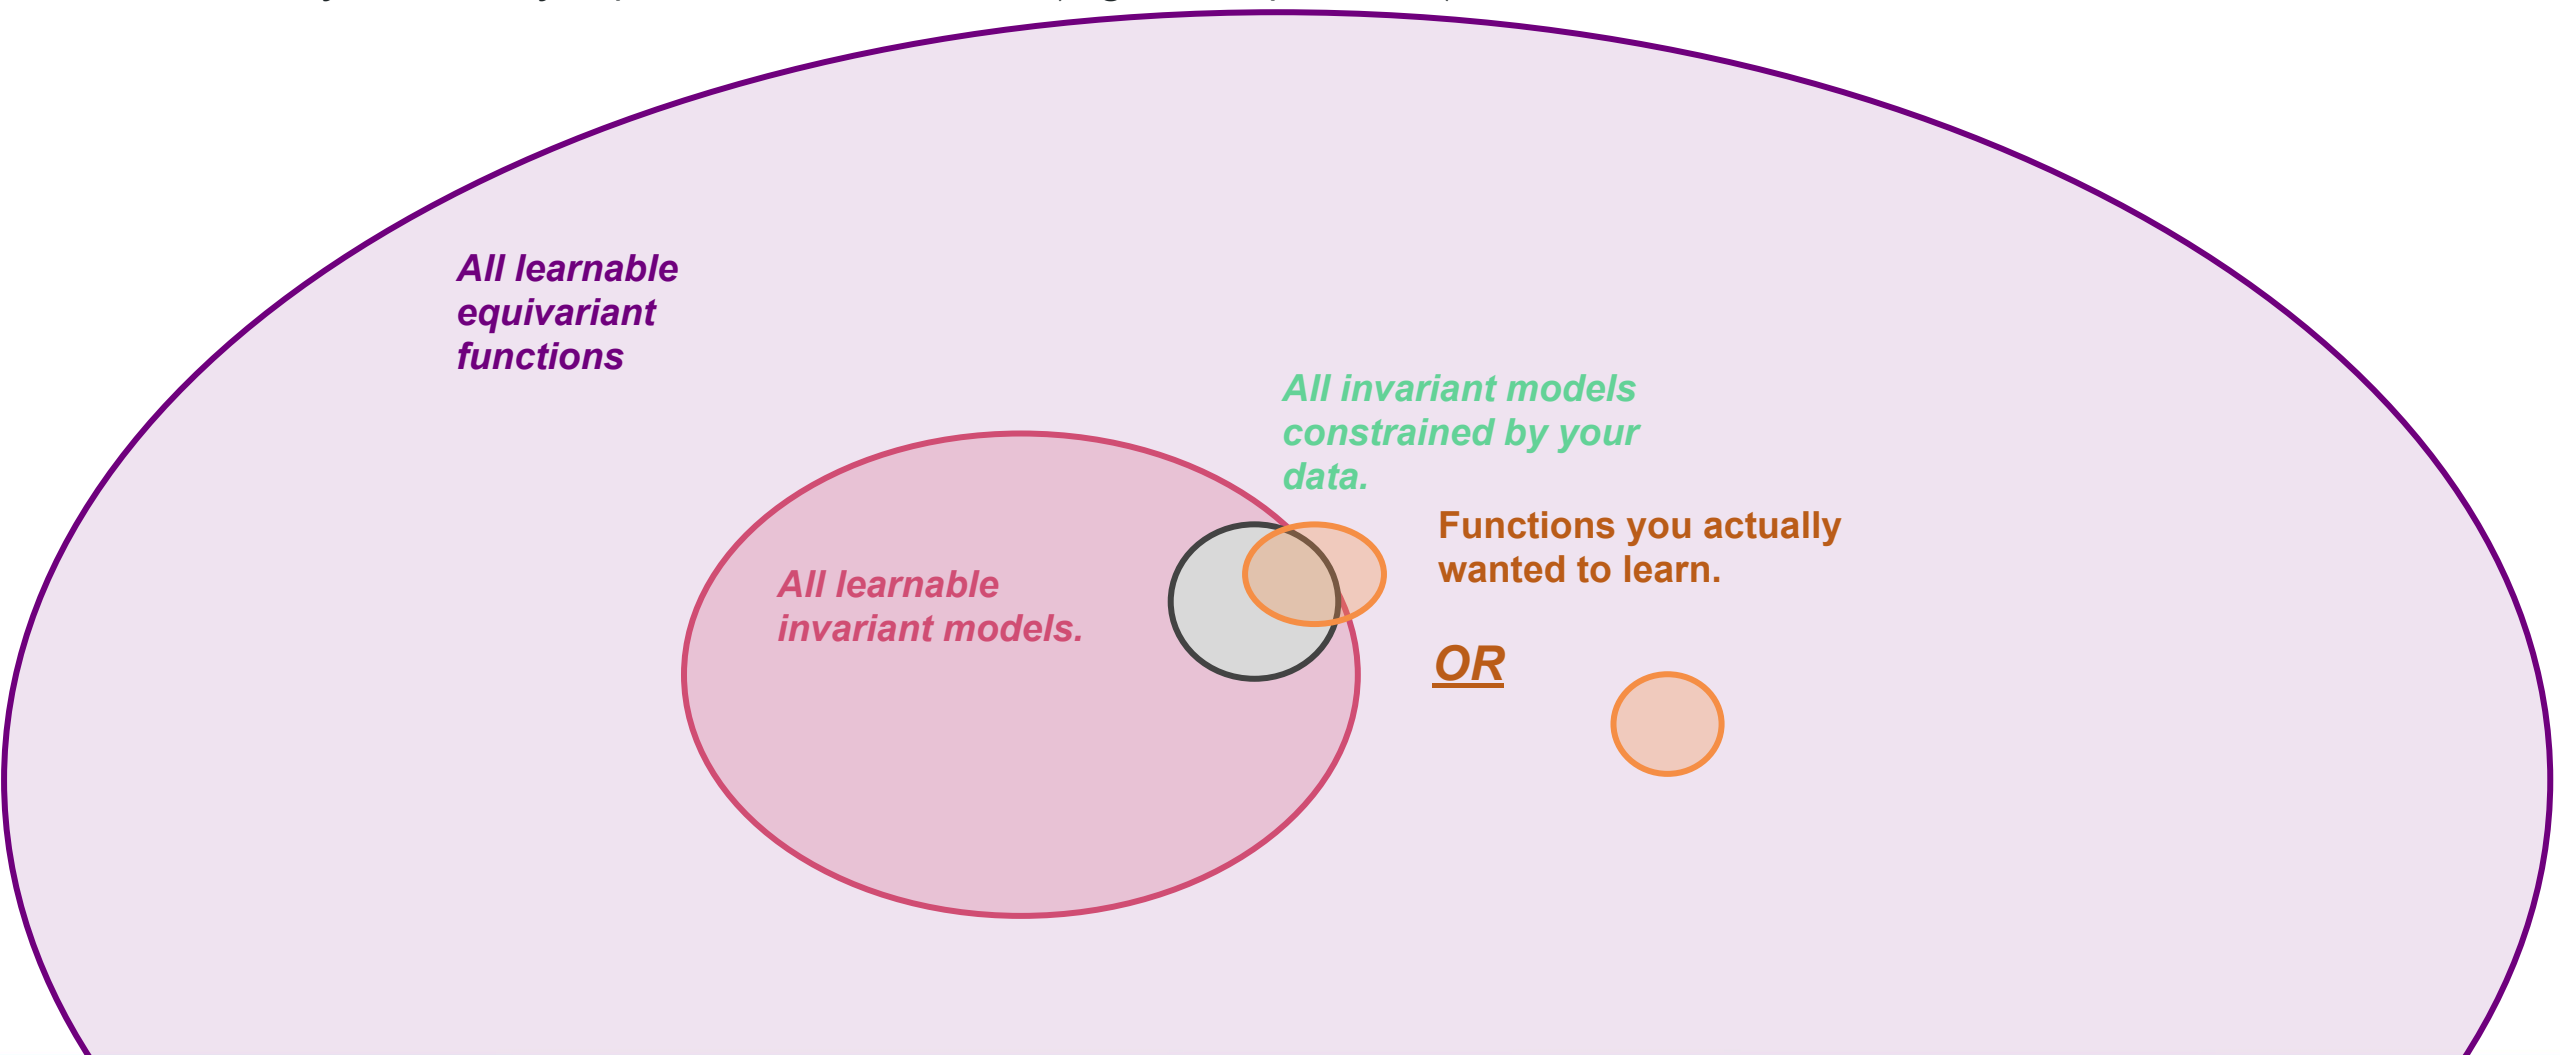 All learnable
equivariant
functions
All invariant models
constrained by your
data.
Functions you actually
wanted to learn.
All learnable
invariant models.
OR